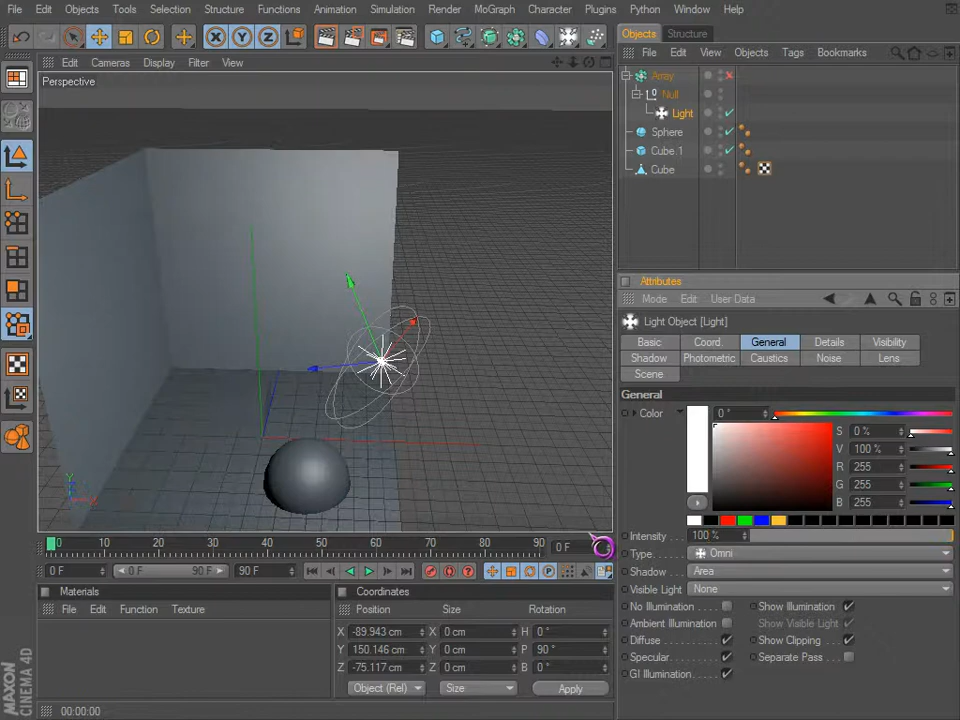 File Edit Objects Tools Selection Structure Functions Animation Simulation Render MoGraph Character Plugins Python Window Help
Objects Structure
File Edit View Objects Tags Bookmarks
Edit Cameras Display Filter View
Perspective
Array
Null
Light
Sphere
Cube.1
Cube
Attributes
Mode Edit User Data
Light Object [Light]
Basic Coord. General Details Visibility
Shadow Photometric Caustics Noise Lens
Scene
General
Color 0 °
S 0 %
V 100 %
R 255
G 255
B 255
Intensity 100 %
Type. Omni
Shadow Area
Visible Light None
No Illumination Show Illumination
Ambient Illumination Show Visible Light
Diffuse Show Clipping
Specular Separate Pass
GI Illumination
0 10 20 30 40 50 60 70 80 90 0 F
0 F 0 F 90 F 90 F
Materials
File Edit Function Texture
Coordinates
Position Size Rotation
X -89.943 cm X 0 cm H 0 °
Y 150.146 cm Y 0 cm P 90 °
Z -75.117 cm Z 0 cm B 0 °
Object (Rel) Size Apply
00:00:00
MAXON
CINEMA 4D